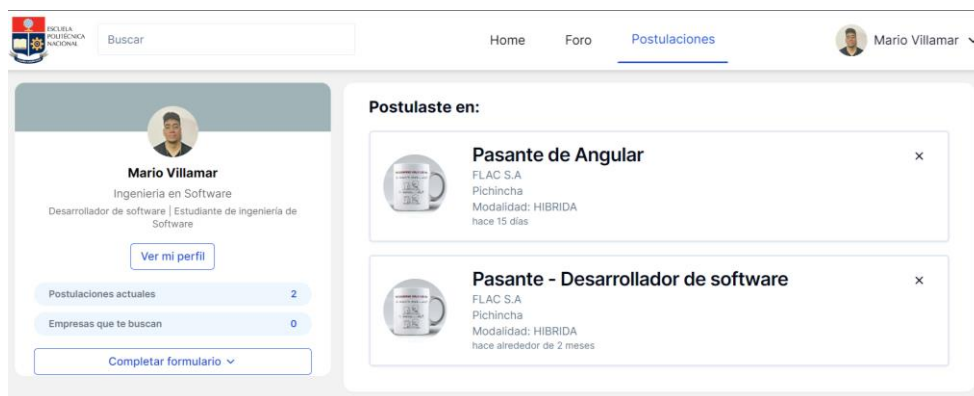 ESCUELA
POLITÉCNICA
NACIONAL
Buscar
Home
Foro
Postulaciones
Mario Villamar
Mario Villamar
Ingenieria en Software
Desarrollador de software | Estudiante de ingeniería de
Software
Ver mi perfil
Postulaciones actuales 2
Empresas que te buscan 0
Completar formulario
Postulaste en:
Pasante de Angular
FLAC S.A
Pichincha
Modalidad: HIBRIDA
hace 15 días
Pasante - Desarrollador de software
FLAC S.A
Pichincha
Modalidad: HIBRIDA
hace alrededor de 2 meses